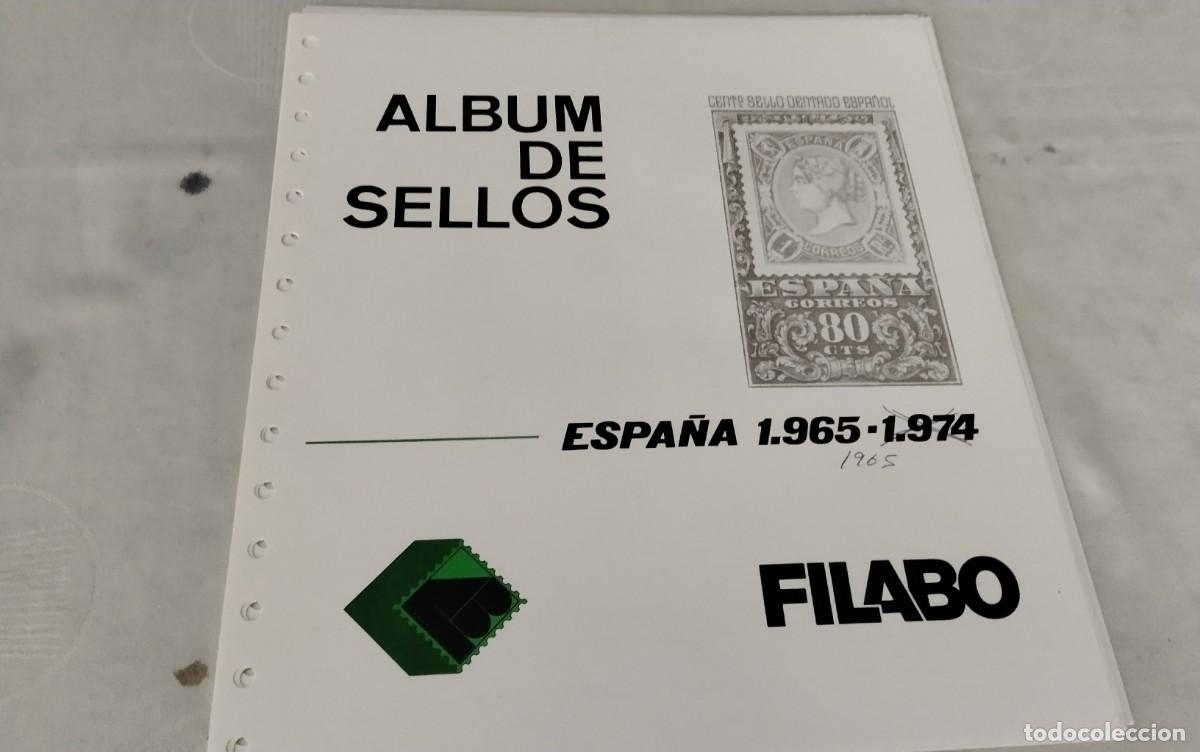 ALBUM
DE
SELLOS
CENTº SELLO DENTADO ESPAÑOL
ESPAÑA
CORREOS
ESPAÑA
CORREOS
80
CTS
ESPAÑA 1.965-1.974
1965
FILABO
todocoleccion